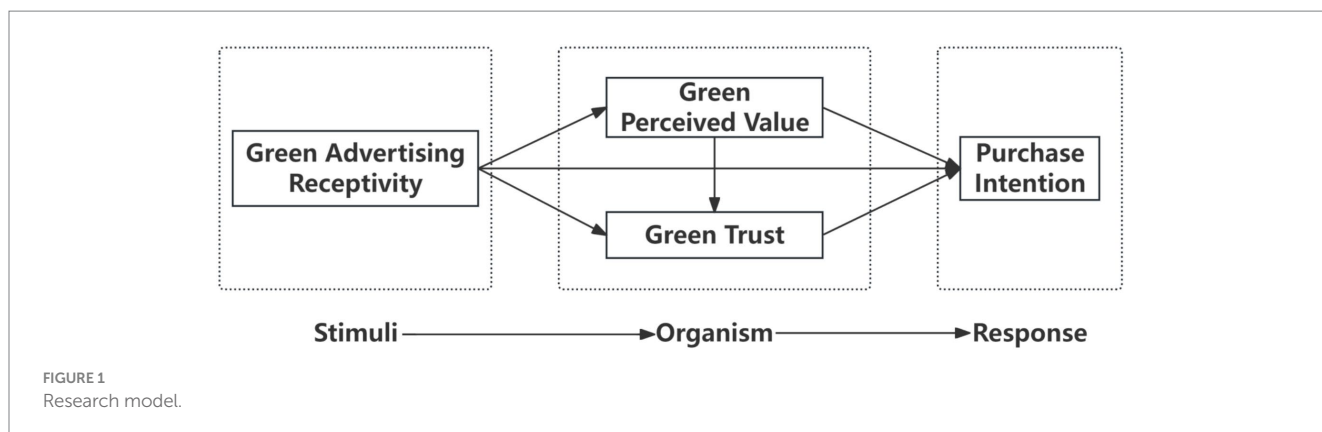 Green
Perceived Value
Green Advertising
Receptivity
Purchase
Intention
Green Trust
Stimuli
Organism
Response
FIGURE 1
Research model.